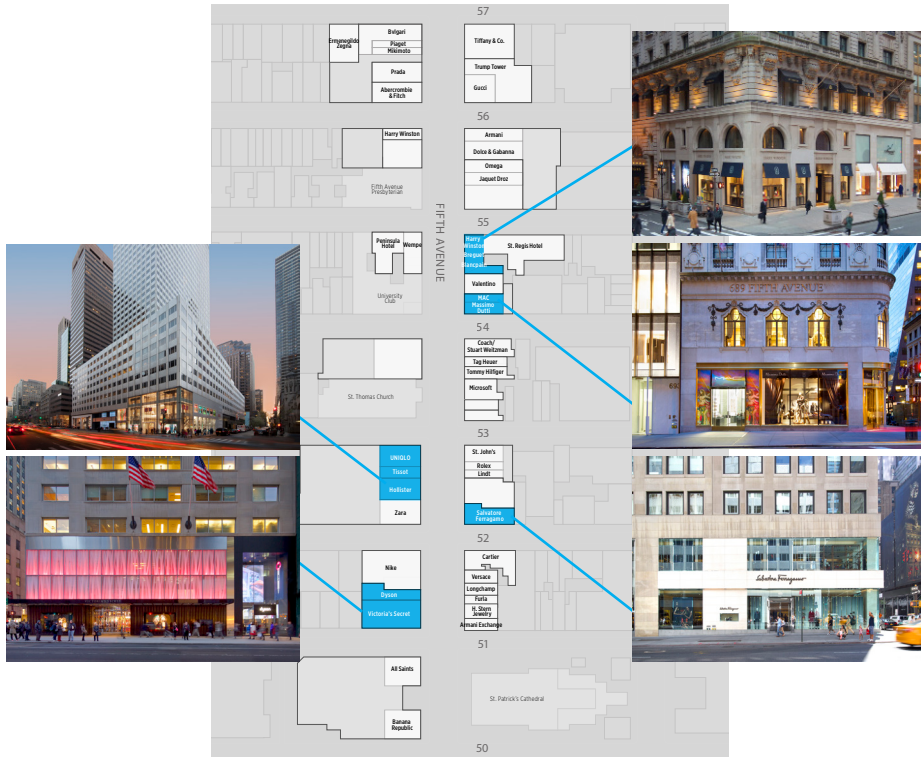 57
Bvlgari
Ermenegildo
Zegna
Piaget
Mikimoto
Prada
Abercrombie
& Fitch
Tiffany & Co.
Trump Tower
Gucci
56
Harry Winston
Fifth Avenue
Presbyterian
Armani
Dolce & Gabanna
Omega
Jaquet Droz
FIFTH AVENUE
55
Peninsula
Hotel
Wempe
University
Club
Harry
Winston
Breguet
Blancpain
St. Regis Hotel
Valentino
MAC
Massimo
Dutti
689 FIFTH AVENUE
54
St. Thomas Church
Coach/
Stuart Weitzman
Tag Heuer
Tommy Hilfiger
Microsoft
53
UNIQLO
Tissot
Hollister
Zara
St. John's
Rolex
Lindt
Salvatore
Ferragamo
Salvatore Ferragamo
52
Nike
Dyson
Victoria's Secret
Cartier
Versace
Longchamp
Furla
H. Stern
Jewelry
Armani Exchange
51
All Saints
Banana
Republic
St. Patrick's Cathedral
50